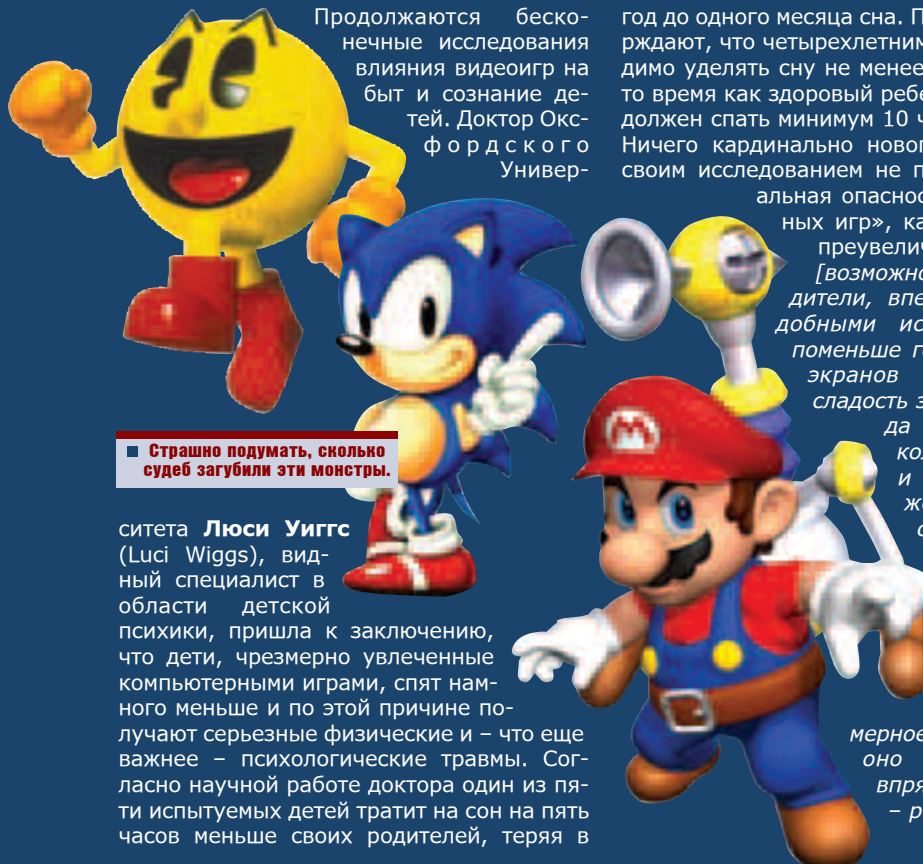 Продолжаются беско-
нечные исследования
влияния видеоигр на
быт и сознание де-
тей. Доктор Окс-
фордского
Универ-
Страшно подумать, сколько
судеб загубили эти монстры.
ситета Люси Уиггс
(Luci Wiggs), вид-
ный специалист в
области детской
психики, пришла к заключению,
что дети, чрезмерно увлеченные
компьютерными играми, спят нам-
ного меньше и по этой причине по-
лучают серьезные физические и – что еще
важнее – психологические травмы. Сог-
ласно научной работе доктора один из пя-
ти испытуемых детей тратит на сон на пять
часов меньше своих родителей, теряя в
год до одного месяца сна. П
рждают, что четырехлетним
димо уделять сну не менее
то время как здоровый ребе
должен спать минимум 10 ч
Ничего кардинально новог
своим исследованием не п
альная опаснос
ных игр», ка
преувелич
[возможно
дители, впе
добными ис
поменьше г
экранов
сладость з
да
кол
и
же
с
мерное
оно
впря
– р